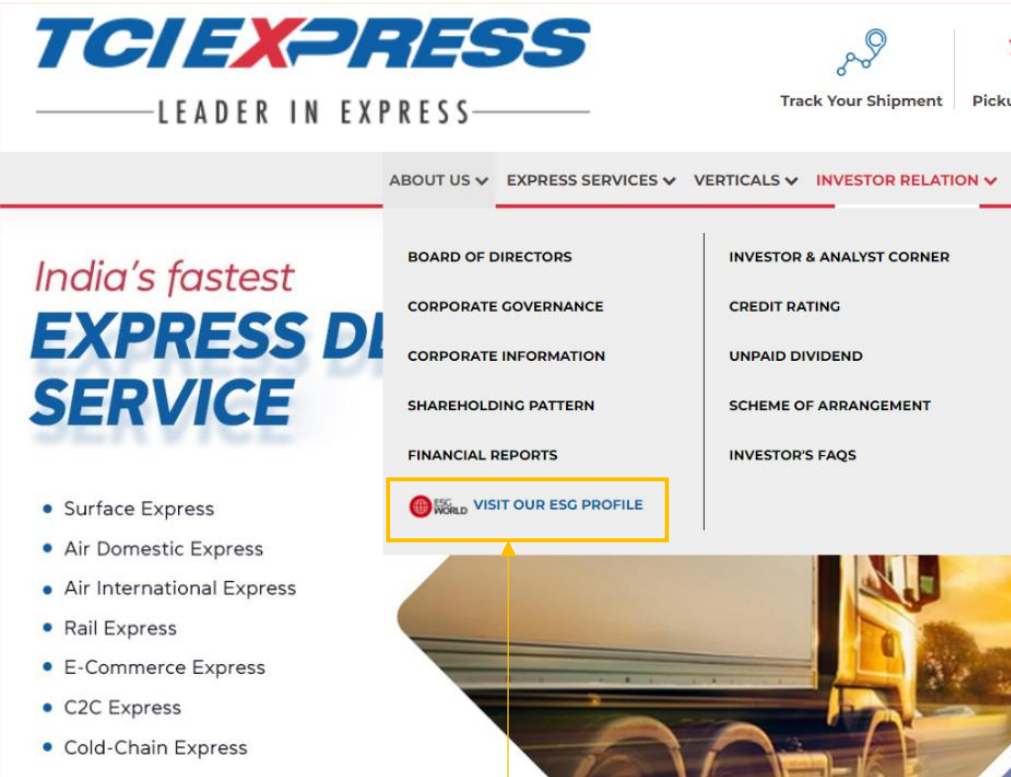 TCI EXPRESS
LEADER IN EXPRESS
Track Your Shipment
ABOUT US EXPRESS SERVICES VERTICALS INVESTOR RELATION
BOARD OF DIRECTORS
CORPORATE GOVERNANCE
CORPORATE INFORMATION
SHAREHOLDING PATTERN
FINANCIAL REPORTS
ESG WORLD VISIT OUR ESG PROFILE
INVESTOR & ANALYST CORNER
CREDIT RATING
UNPAID DIVIDEND
SCHEME OF ARRANGEMENT
INVESTOR'S FAQS
India's fastest
EXPRESS
SERVICE
Surface Express
Air Domestic Express
Air International Express
Rail Express
E-Commerce Express
C2C Express
Cold-Chain Express